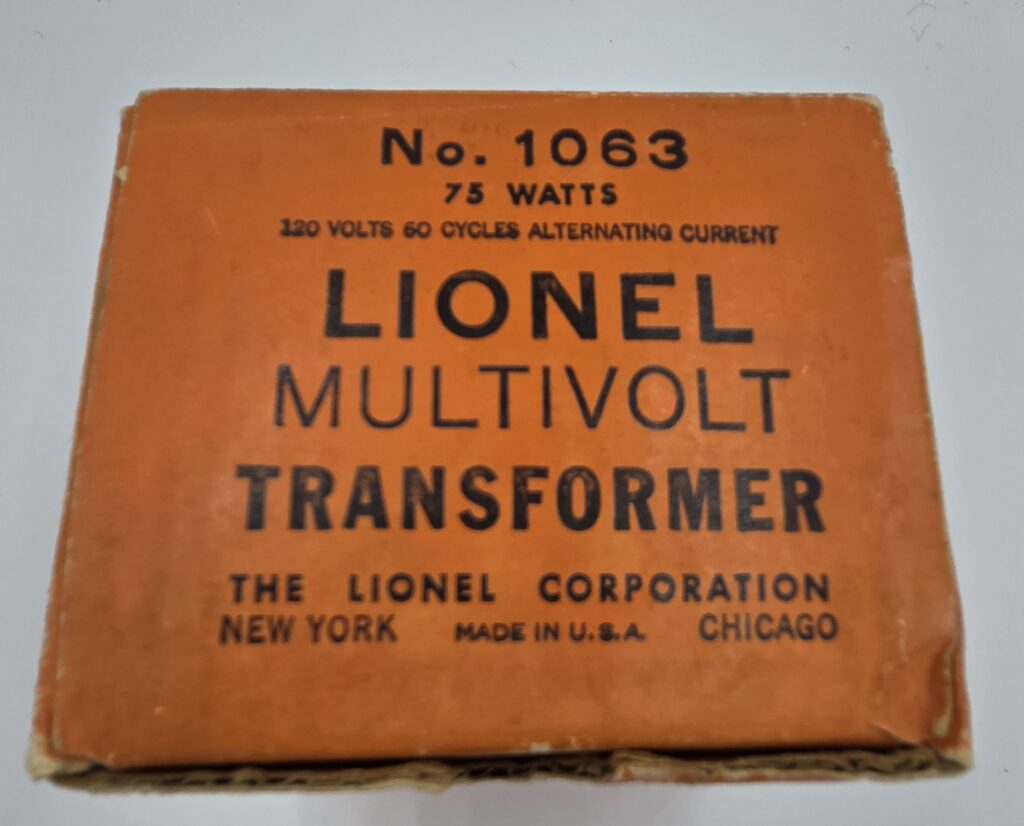 No. 1063
75 WATTS
120 VOLTS 60 CYCLES ALTERNATING CURRENT
LIONEL
MULTIVOLT
TRANSFORMER
THE LIONEL CORPORATION
NEW YORK MADE IN U.S.A. CHICAGO